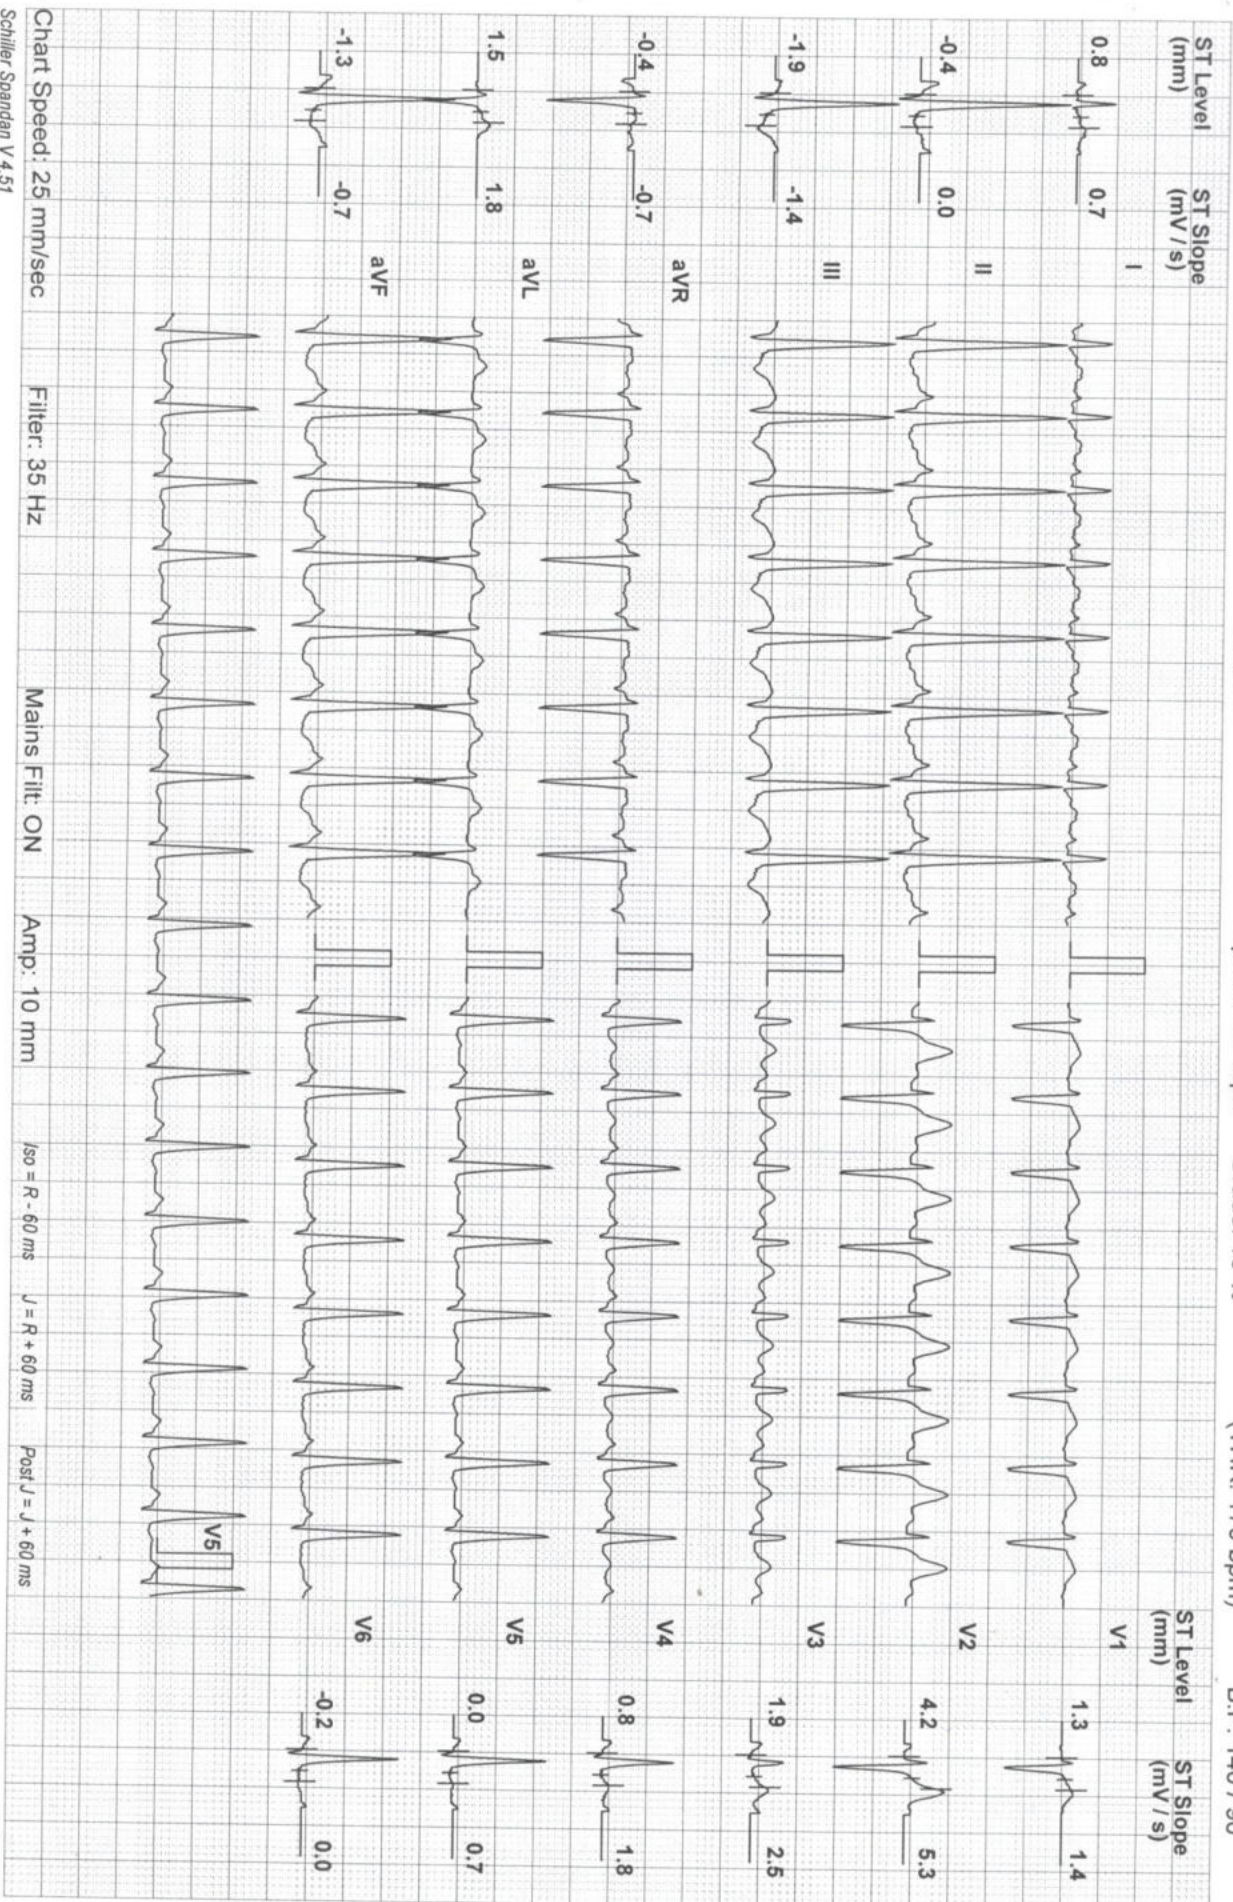 bpm)
B.P: 140 / 90
ST Level
(mm)
ST Slope
(mV / s)
I
0.8
0.7
II
-0.4
0.0
III
-1.9
-1.4
aVR
-0.4
-0.7
aVL
1.5
1.8
aVF
-1.3
-0.7
ST Level
(mm)
ST Slope
(mV / s)
V1
1.3
1.4
V2
4.2
5.3
V3
1.9
2.5
V4
0.8
1.8
V5
0.0
0.7
V6
-0.2
0.0
V5
Chart Speed: 25 mm/sec Filter: 35 Hz Mains Filt: ON Amp: 10 mm Iso = R - 60 ms J = R + 60 ms Post J = J + 60 ms
Schiller Spandan V 4.51